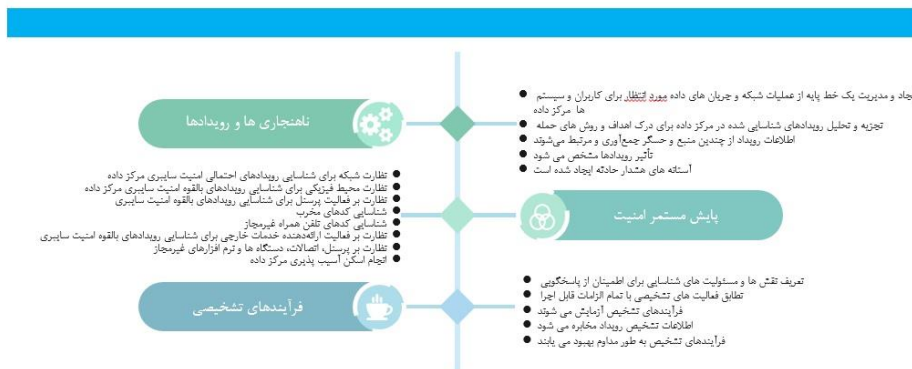 ناهنجاری ها و رویدادها
جاد و مدیریت یک خط پایه از عملیات شبکه و جریان های داده مورد انتظار برای کاربران و سیستم
ها مرکز داده
تجزیه و تحلیل رویدادهای شناسایی شده در مرکز داده برای درک اهداف و روش های حمله
اطلاعات رویداد از چندین منبع و حسگر جمع‌آوری و مرتبط می‌شوند
تأثیر رویدادها مشخص می شود
آستانه های هشدار حادثه ایجاد شده است
پایش مستمر امنیت
نظارت شبکه برای شناسایی رویدادهای احتمالی امنیت سایبری مرکز داده
نظارت محیط فیزیکی برای شناسایی رویدادهای بالقوه امنیت سایبری مرکز داده
نظارت بر فعالیت پرسنل برای شناسایی رویدادهای بالقوه امنیت سایبری
شناسایی کدهای مخرب
شناسایی کدهای تلفن همراه غیرمجاز
نظارت بر فعالیت ارائه‌دهنده خدمات خارجی برای شناسایی رویدادهای بالقوه امنیت سایبری
نظارت بر پرسنل، اتصالات، دستگاه ها و نرم افزارهای غیرمجاز
انجام اسکن آسیب پذیری مرکز داده
فرآیندهای تشخیصی
تعریف نقش ها و مسئولیت های شناسایی برای اطمینان از پاسخگویی
تطابق فعالیت های تشخیصی با تمام الزامات قابل اجرا
فرآیندهای تشخیص آزمایش می شوند
اطلاعات تشخیص رویداد مخابره می شود
فرآیندهای تشخیص به طور مداوم بهبود می یابند